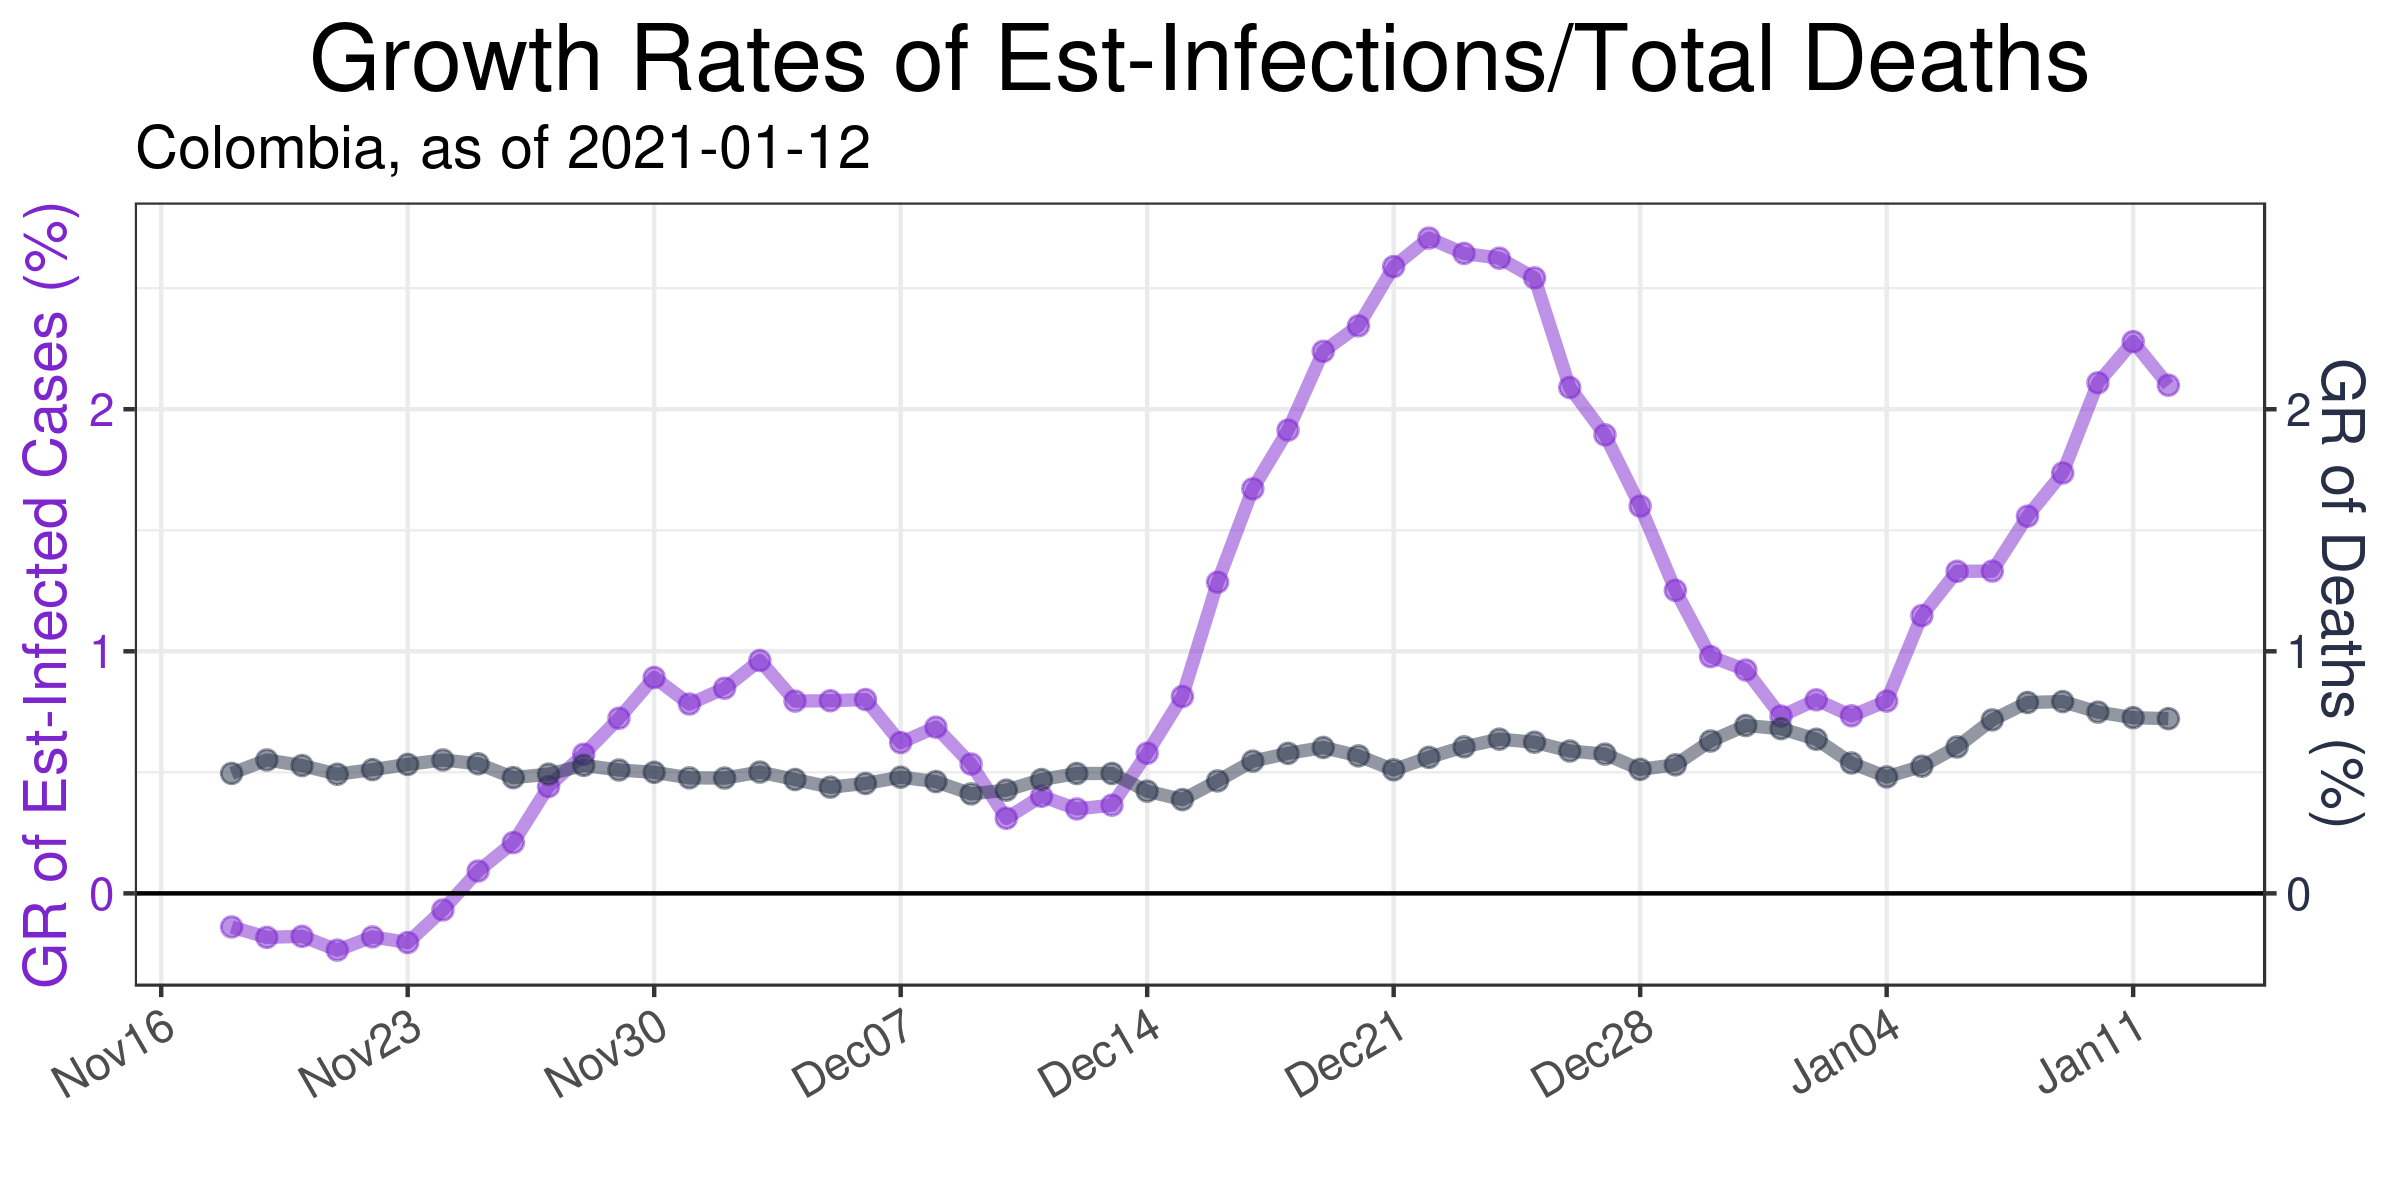 Growth Rates of Est-Infections/Total Deaths
Colombia, as of 2021-01-12
GR of Est-Infected Cases (%)
2
1
0
2
1
0
GR of Deaths (%)
Nov16
Nov23
Nov30
Dec07
Dec14
Dec21
Dec28
Jan04
Jan11